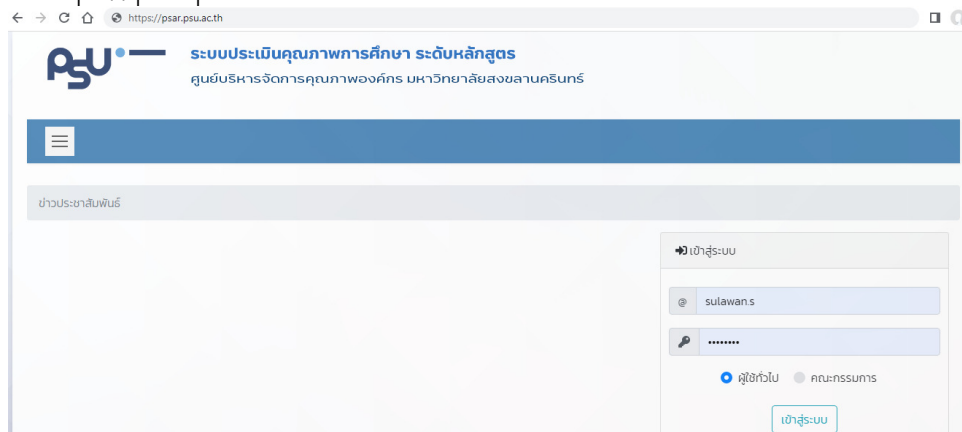 https://psar.psu.ac.th
PSU
ระบบประเมินคุณภาพการศึกษา ระดับหลักสูตร
ศูนย์บริหารจัดการคุณภาพองค์กร มหาวิทยาลัยสงขลานครินทร์
ข่าวประชาสัมพันธ์
เข้าสู่ระบบ
@ sulawan.s
••••••••
ผู้ใช้ทั่วไป คณะกรรมการ
เข้าสู่ระบบ